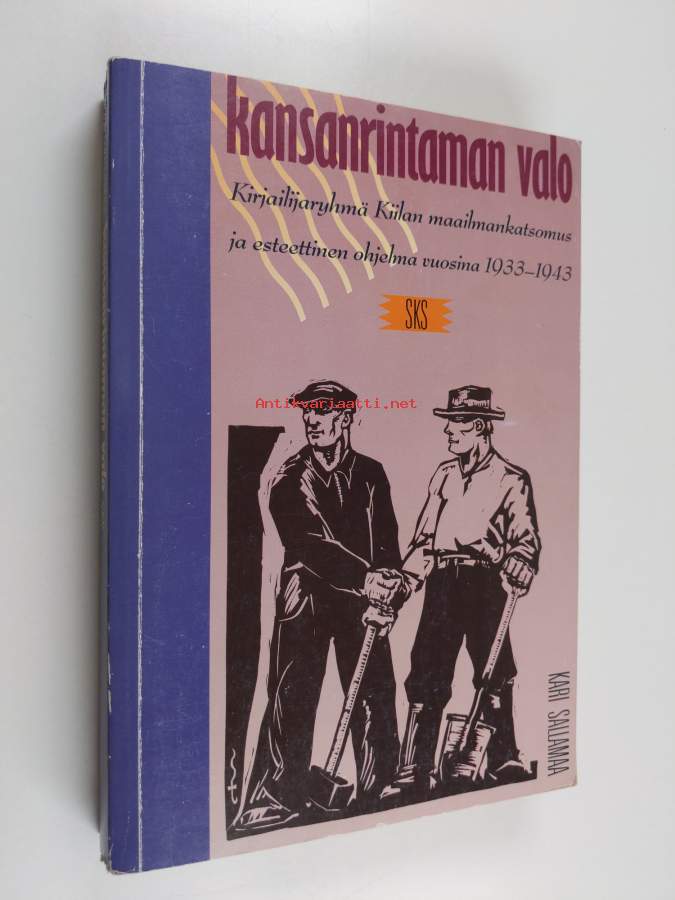 kansanrintaman valo
Kirjailijaryhmä Kiilan maailmankatsomus
ja esteettinen ohjelma vuosina 1933–1943
SKS
Antikvariaatti.net
KARI SALLAMAA